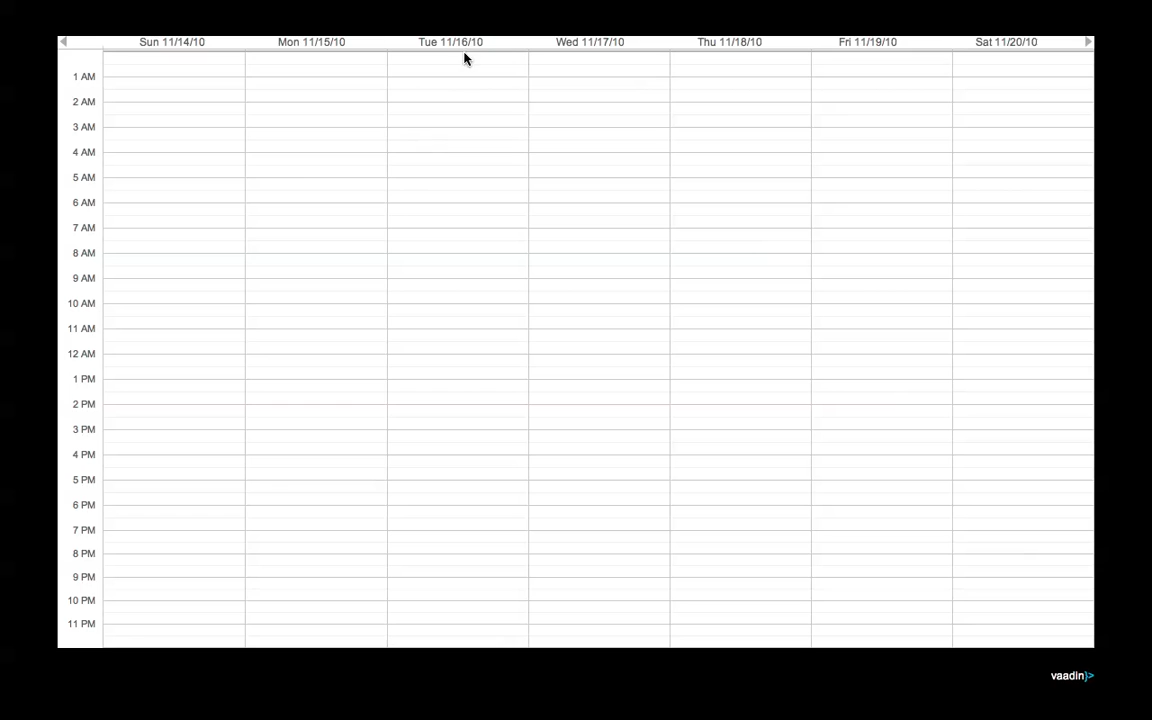 Sun 11/14/10 Mon 11/15/10 Tue 11/16/10 Wed 11/17/10 Thu 11/18/10 Fri 11/19/10 Sat 11/20/10
1 AM
2 AM
3 AM
4 AM
5 AM
6 AM
7 AM
8 AM
9 AM
10 AM
11 AM
12 AM
1 PM
2 PM
3 PM
4 PM
5 PM
6 PM
7 PM
8 PM
9 PM
10 PM
11 PM
vaadin}>